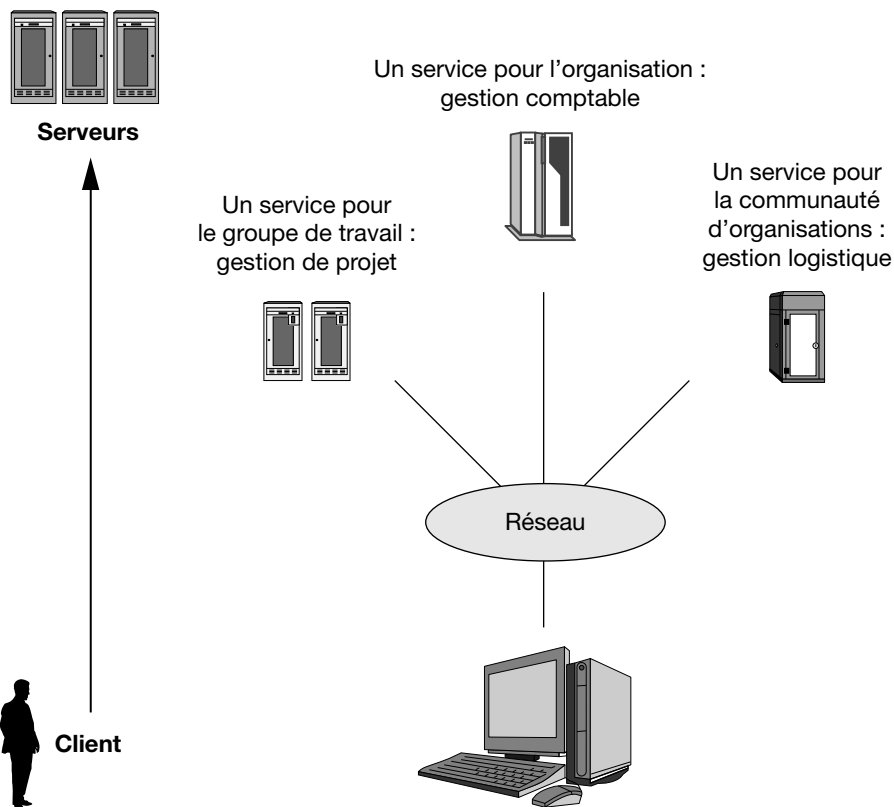 Serveurs
Un service pour l'organisation :
gestion comptable
Un service pour
le groupe de travail :
gestion de projet
Un service pour
la communauté
d'organisations :
gestion logistique
Réseau
Client